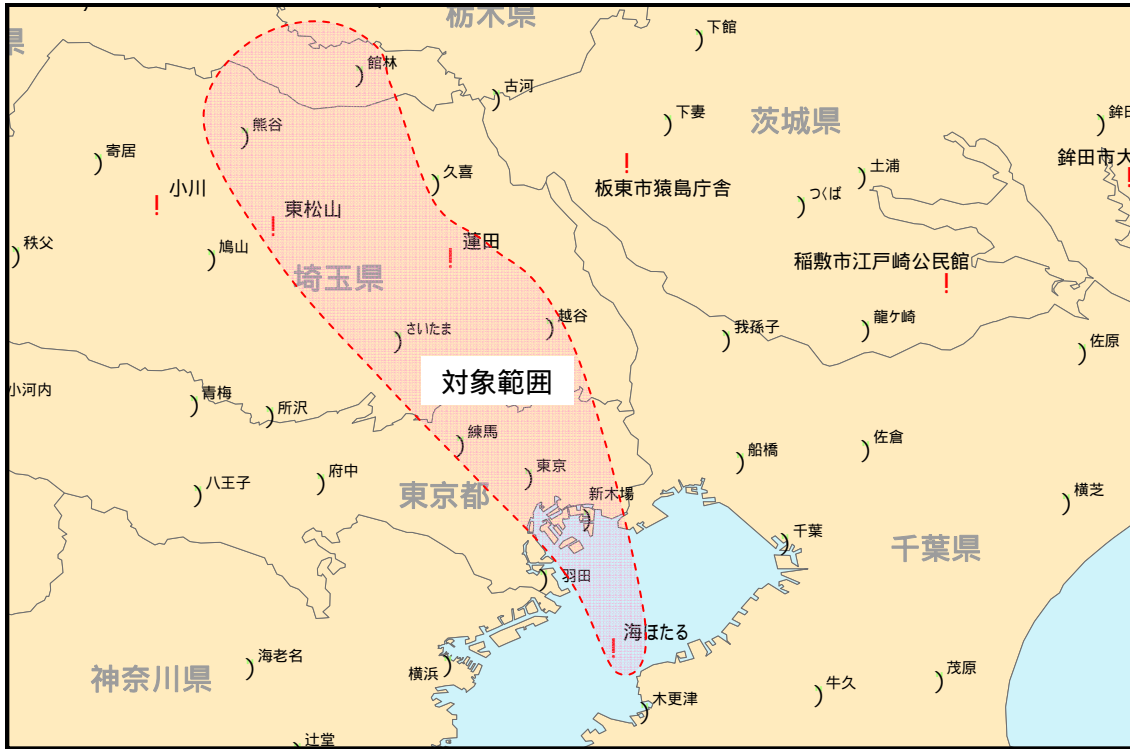 栃木県
下館
県
館林
古河
下妻
茨城県
鉾田
熊谷
寄居
久喜
小川
板東市猿島庁舎
土浦
鉾田市大
つくば
東松山
秩父
鳩山
蓮田
埼玉県
稲敷市江戸崎公民館
さいたま
越谷
我孫子
龍ケ崎
佐原
対象範囲
小河内
青梅
所沢
練馬
船橋
佐倉
八王子
府中
東京
東京都
新木場
横芝
千葉
千葉県
羽田
海ほたる
海老名
横浜
神奈川県
木更津
牛久
茂原
辻堂